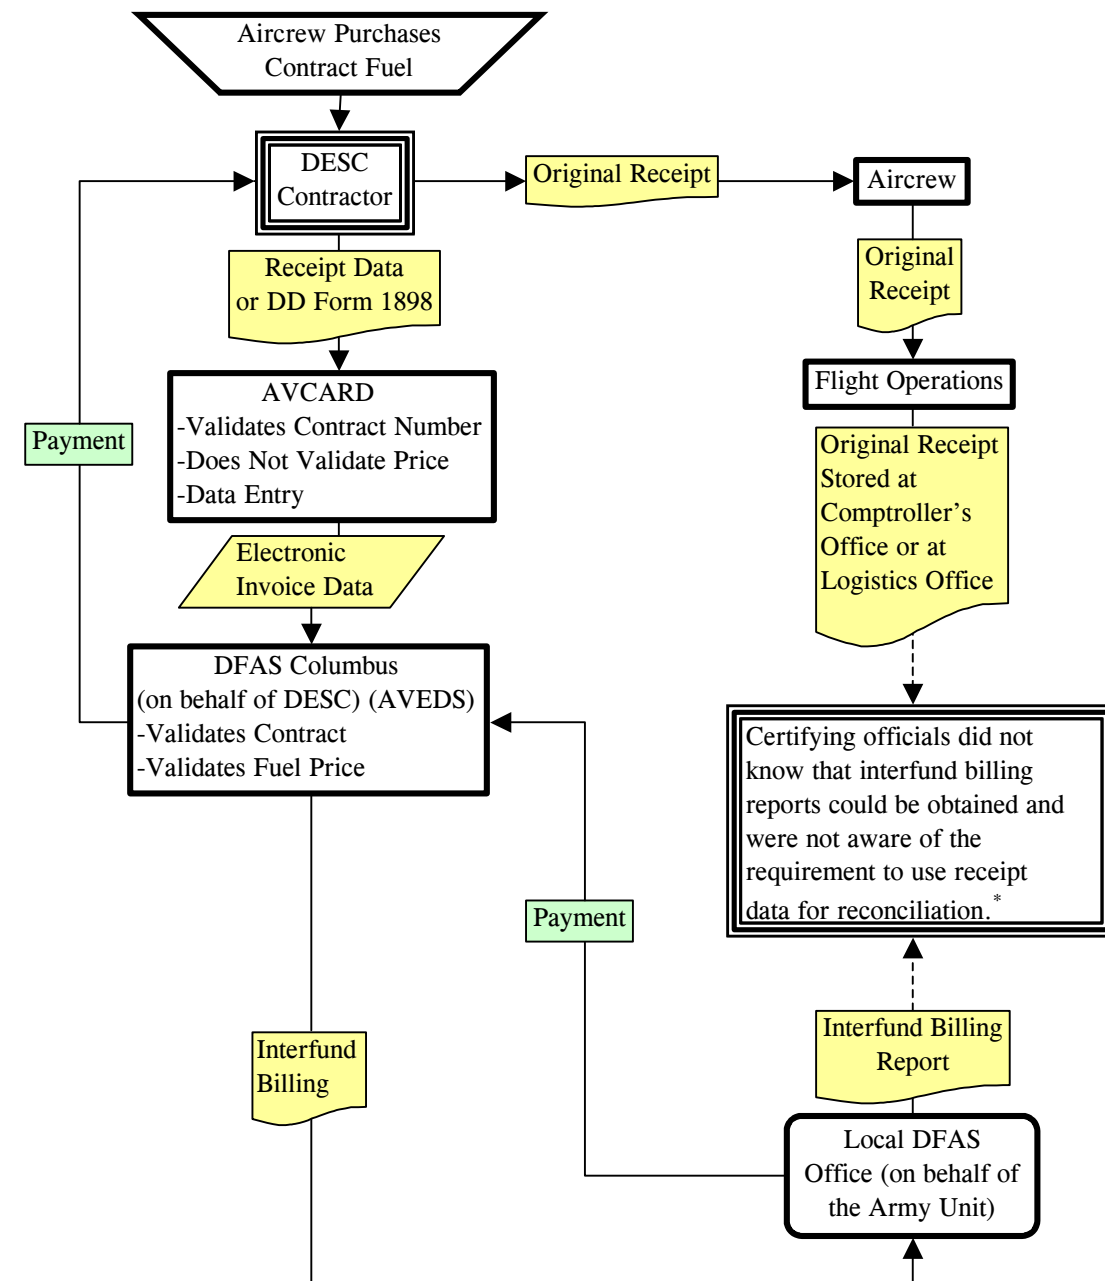 Aircrew Purchases
Contract Fuel
DESC
Contractor
Original Receipt
Aircrew
Receipt Data
or DD Form 1898
Original
Receipt
AVCARD
-Validates Contract Number
-Does Not Validate Price
-Data Entry
Flight Operations
Payment
Original Receipt
Stored at
Comptroller's
Office or at
Logistics Office
Electronic
Invoice Data
DFAS Columbus
(on behalf of DESC) (AVEDS)
-Validates Contract
-Validates Fuel Price
Certifying officials did not
know that interfund billing
reports could be obtained and
were not aware of the
requirement to use receipt
data for reconciliation.*
Payment
Interfund
Billing
Interfund Billing
Report
Local DFAS
Office (on behalf of
the Army Unit)